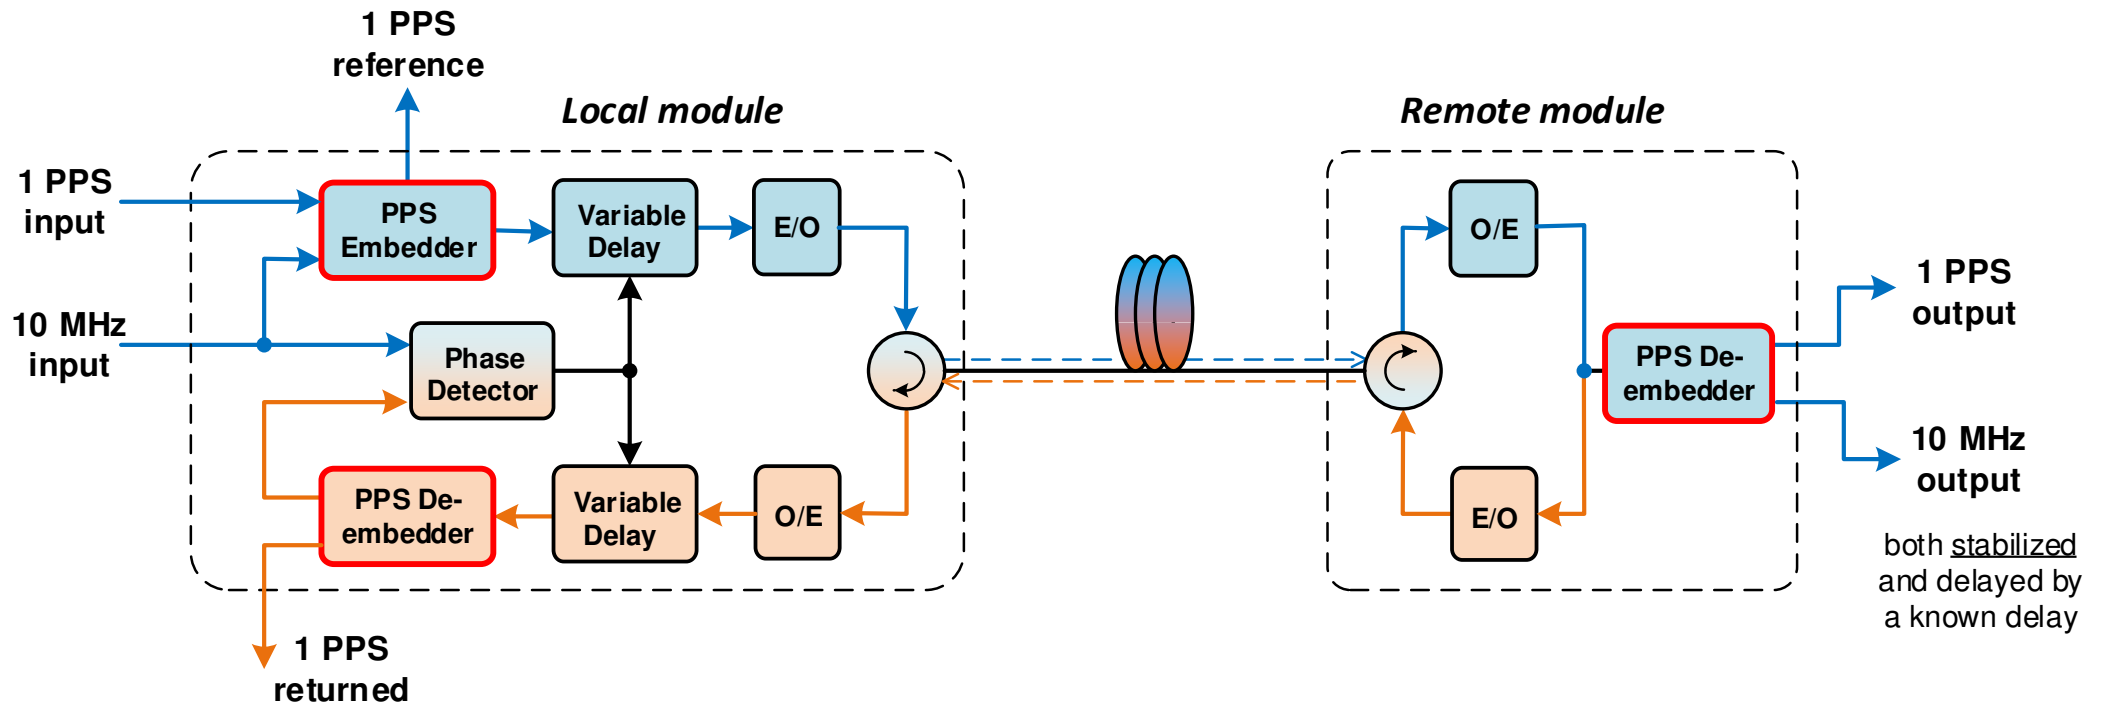 1 PPS
reference
Local module
Remote module
1 PPS
input
PPS
Embedder
Variable
Delay
E/O
O/E
1 PPS
output
10 MHz
input
Phase
Detector
PPS De-
embedder
10 MHz
output
PPS De-
embedder
Variable
Delay
O/E
E/O
both stabilized
and delayed by
a known delay
1 PPS
returned